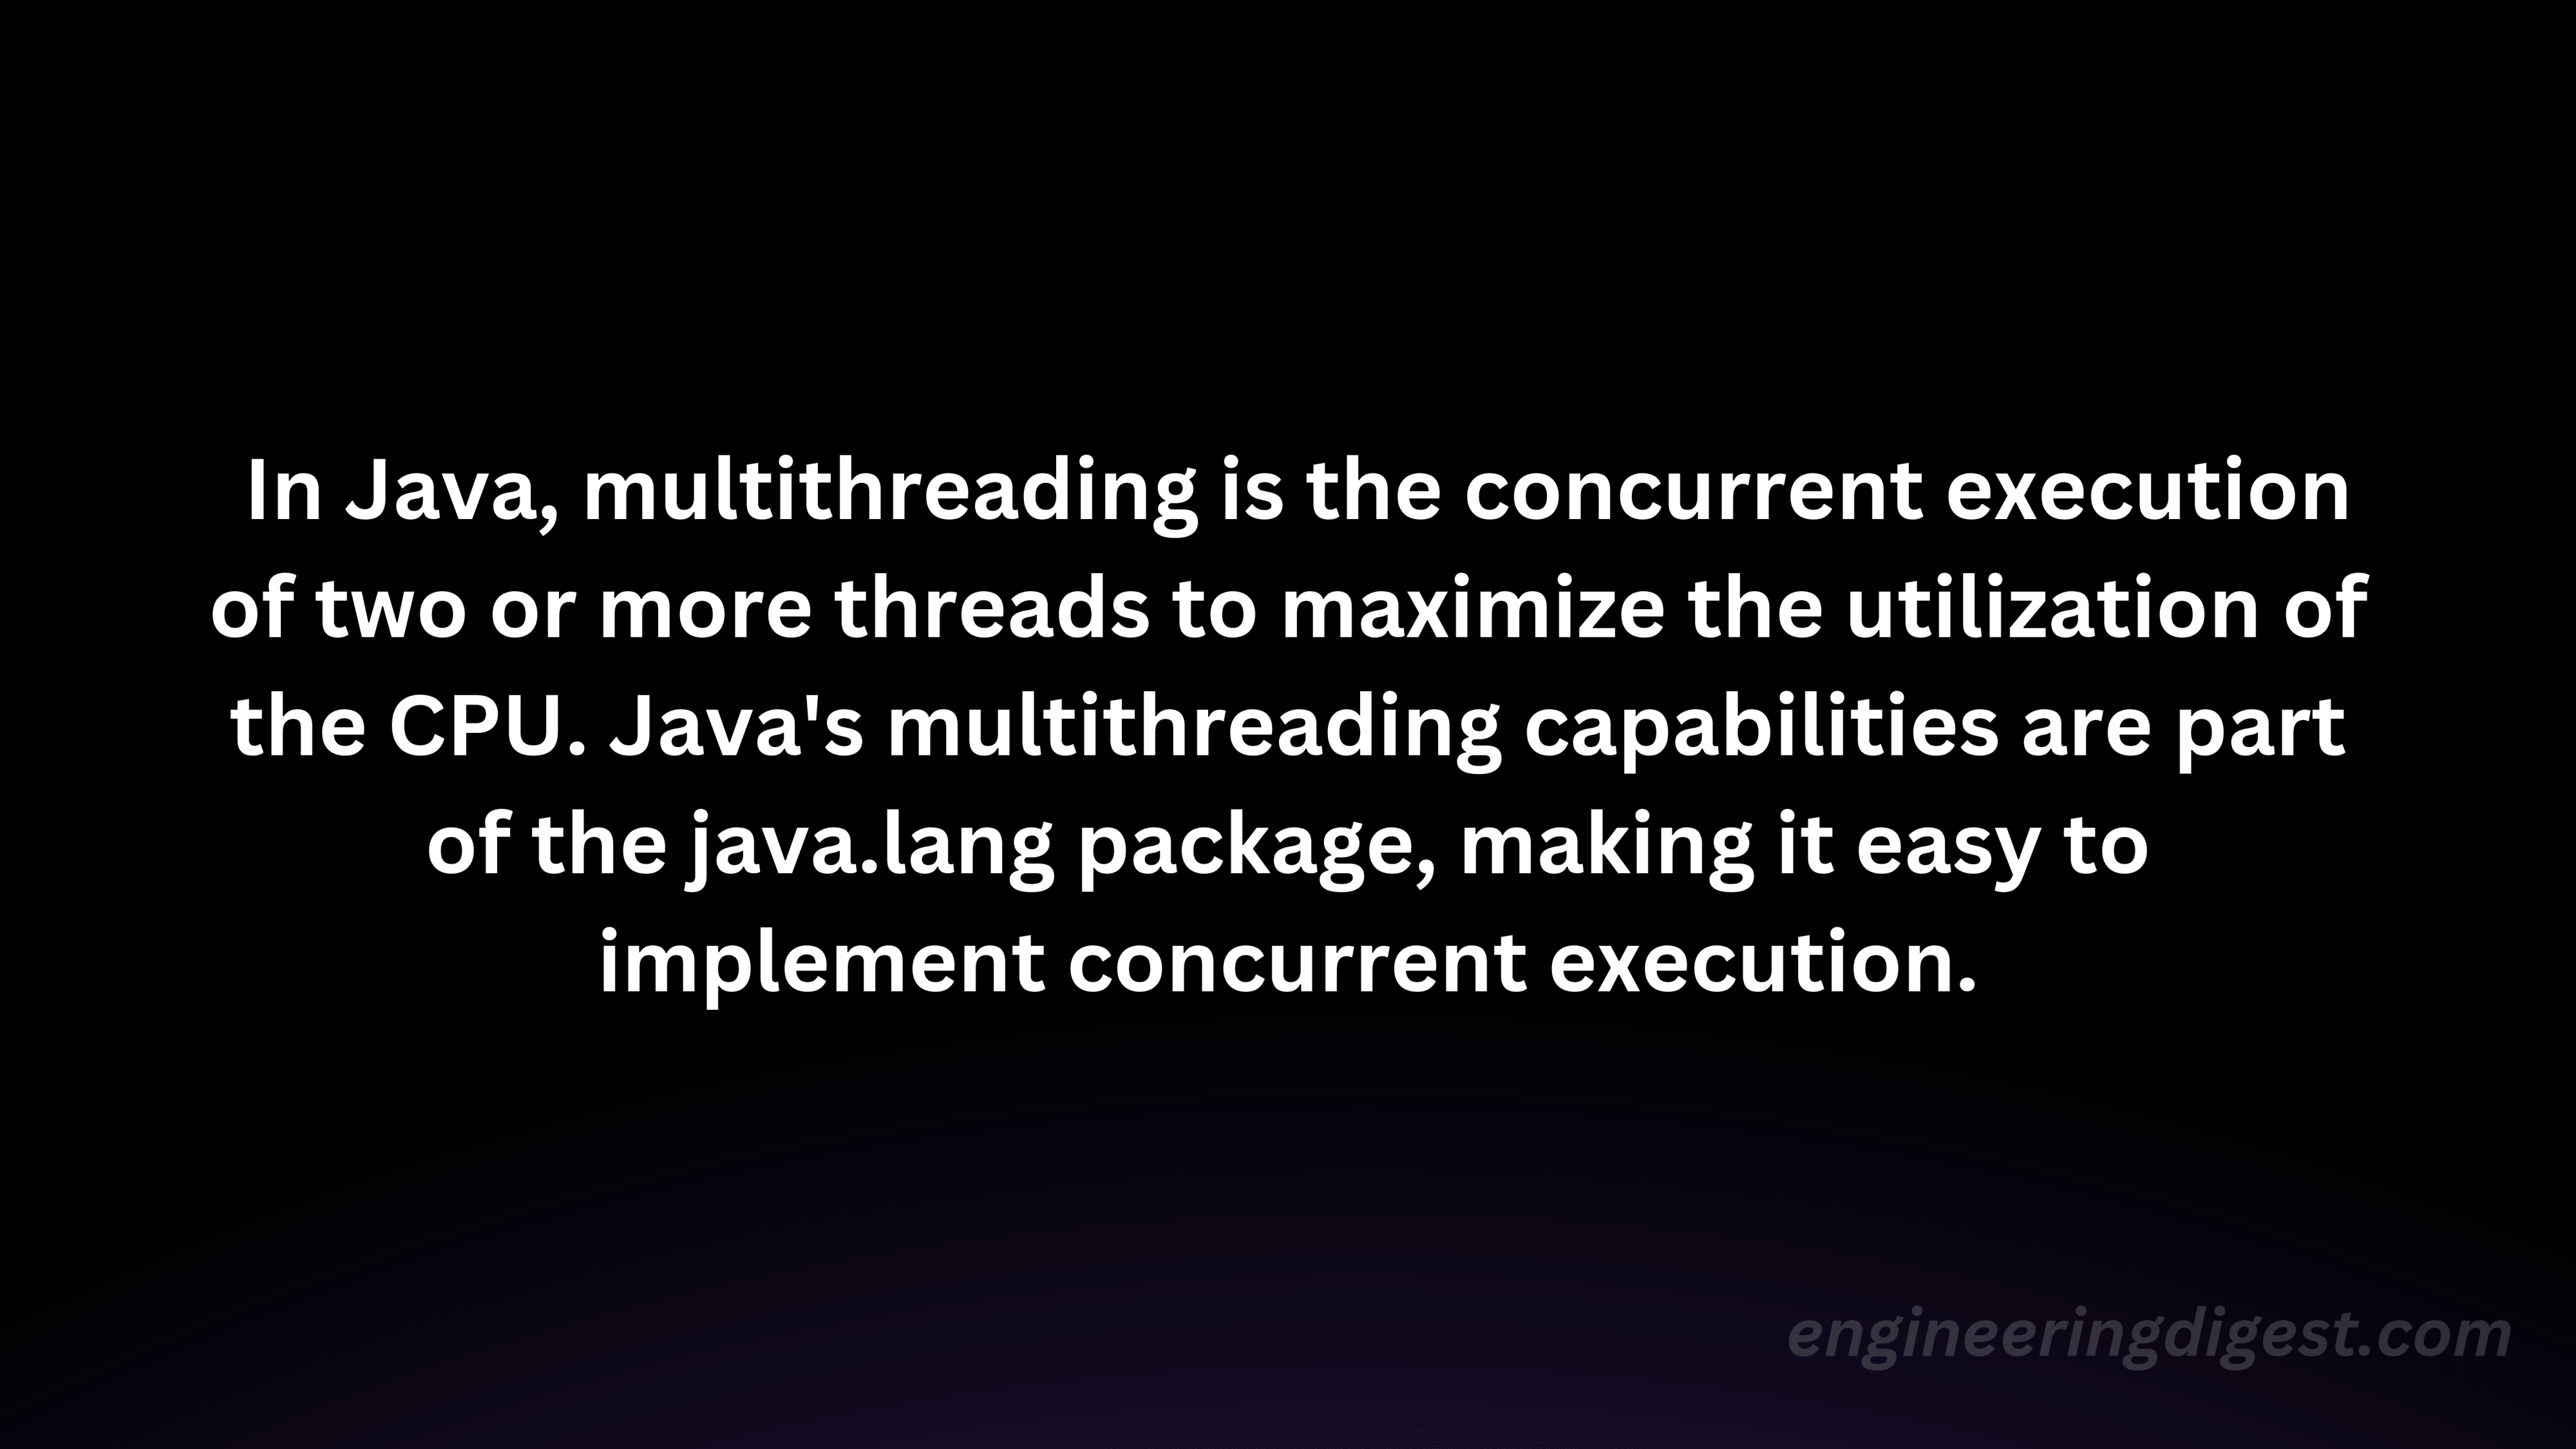 In Java, multithreading is the concurrent execution
of two or more threads to maximize the utilization of
the CPU. Java's multithreading capabilities are part
of the java.lang package, making it easy to
implement concurrent execution.
engineeringdigest.com